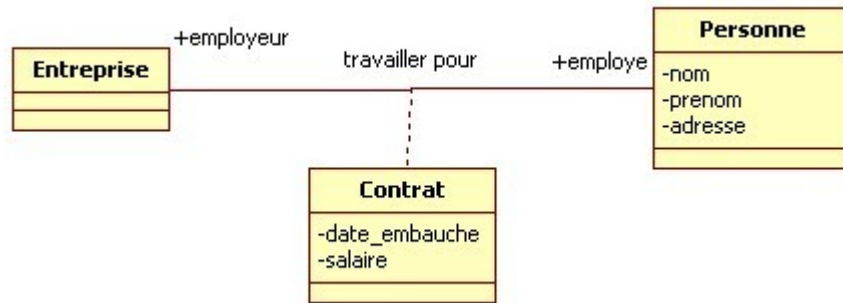 +employeur
Entreprise
travailler pour
+employe
Personne
-nom
-prenom
-adresse
Contrat
-date_embauche
-salaire